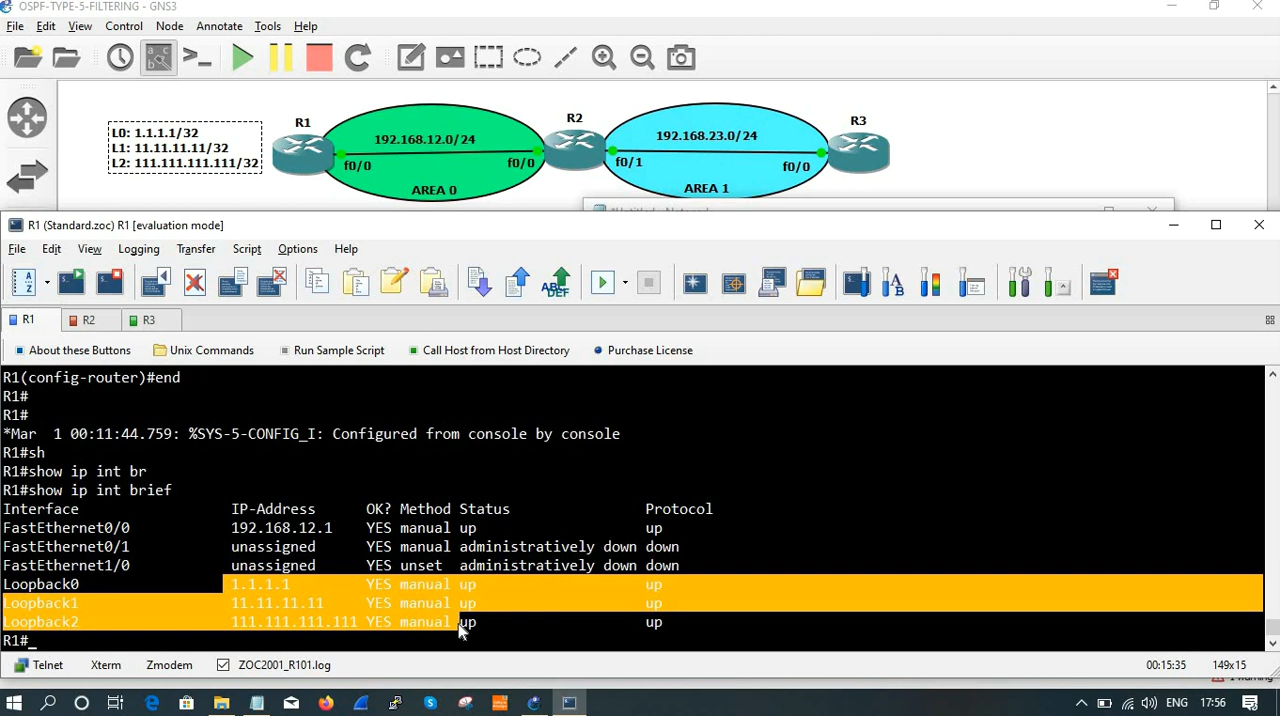 OSPF-TYPE-5-FILTERING - GNS3
File Edit View Control Node Annotate Tools Help
L0: 1.1.1.1/32
L1: 11.11.11.11/32
L2: 111.111.111.111/32
R1
192.168.12.0/24
f0/0
f0/0
AREA 0
R2
192.168.23.0/24
f0/1
f0/0
AREA 1
R3
R1 (Standard.zoc) R1 [evaluation mode]
File Edit View Logging Transfer Script Options Help
R1 R2 R3
About these Buttons Unix Commands Run Sample Script Call Host from Host Directory Purchase License
R1(config-router)#end
R1#
R1#
*Mar  1 00:11:44.759: %SYS-5-CONFIG_I: Configured from console by console
R1#sh
R1#show ip int br
R1#show ip int brief
Interface IP-Address OK? Method Status Protocol
FastEthernet0/0 192.168.12.1 YES manual up up
FastEthernet0/1 unassigned YES manual administratively down down
FastEthernet1/0 unassigned YES unset administratively down down
Loopback0 1.1.1.1 YES manual up up
Loopback1 11.11.11.11 YES manual up up
Loopback2 111.111.111.111 YES manual up up
R1#
Telnet Xterm Zmodem ZOC2001_R101.log 00:15:35 149x15
ENG 17:56